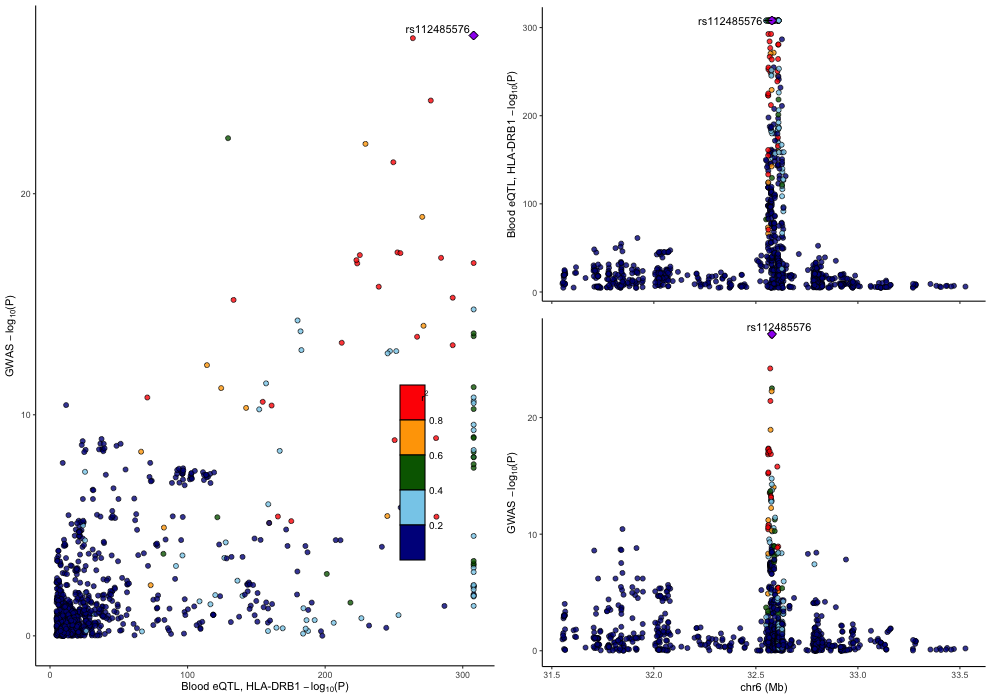 rs112485576
GWAS −log10(P)
20
10
0
r2
0.8
0.6
0.4
0.2
0
100
200
300
Blood eQTL, HLA-DRB1 −log10(P)
rs112485576
Blood eQTL, HLA-DRB1 −log10(P)
300
200
100
0
rs112485576
GWAS −log10(P)
20
10
0
31.5
32.0
32.5
33.0
33.5
chr6 (Mb)